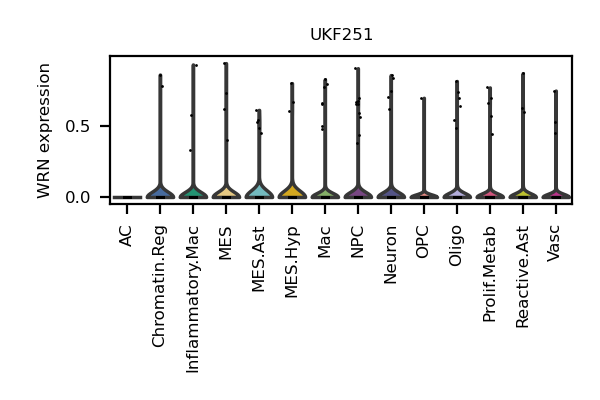 UKF251
WRN expression
0.5
0.0
AC
Chromatin.Reg
Inflammatory.Mac
MES
MES.Ast
MES.Hyp
Mac
NPC
Neuron
OPC
Oligo
Prolif.Metab
Reactive.Ast
Vasc